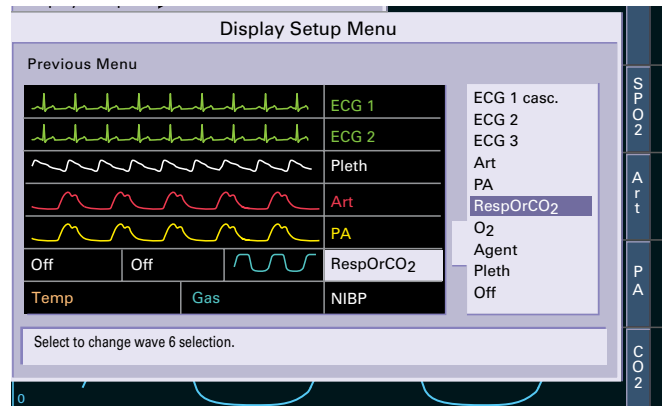 Display Setup Menu
Previous Menu
ECG 1
ECG 2
Pleth
Art
PA
Off Off RespOrCO2
Temp Gas NIBP
ECG 1 casc.
ECG 2
ECG 3
Art
PA
RespOrCO2
O2
Agent
Pleth
Off
Select to change wave 6 selection.
0
SPO2
Art
PA
CO2